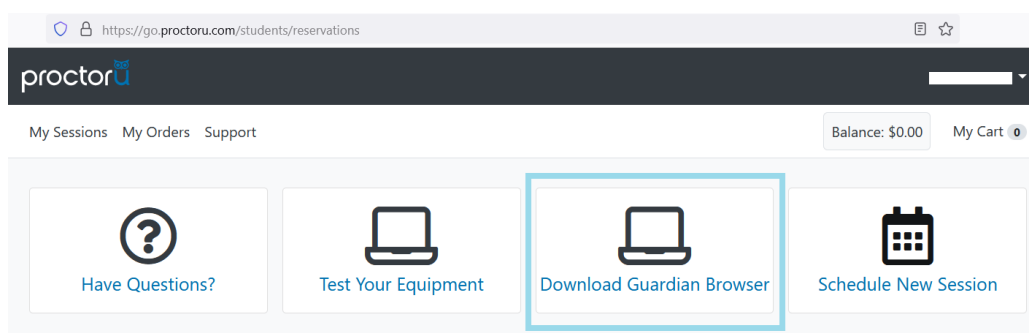 https://go.proctoru.com/students/reservations
proctoru
My Sessions My Orders Support Balance: $0.00 My Cart 0
Have Questions? Test Your Equipment Download Guardian Browser Schedule New Session